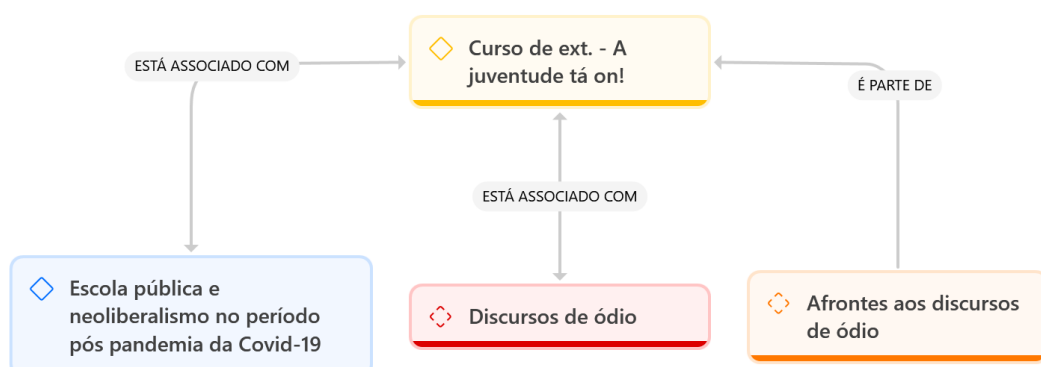 Curso de ext. - A
juventude tá on!
ESTÁ ASSOCIADO COM
É PARTE DE
ESTÁ ASSOCIADO COM
Escola pública e
neoliberalismo no período
pós pandemia da Covid-19
Discursos de ódio
Afrontes aos discursos
de ódio